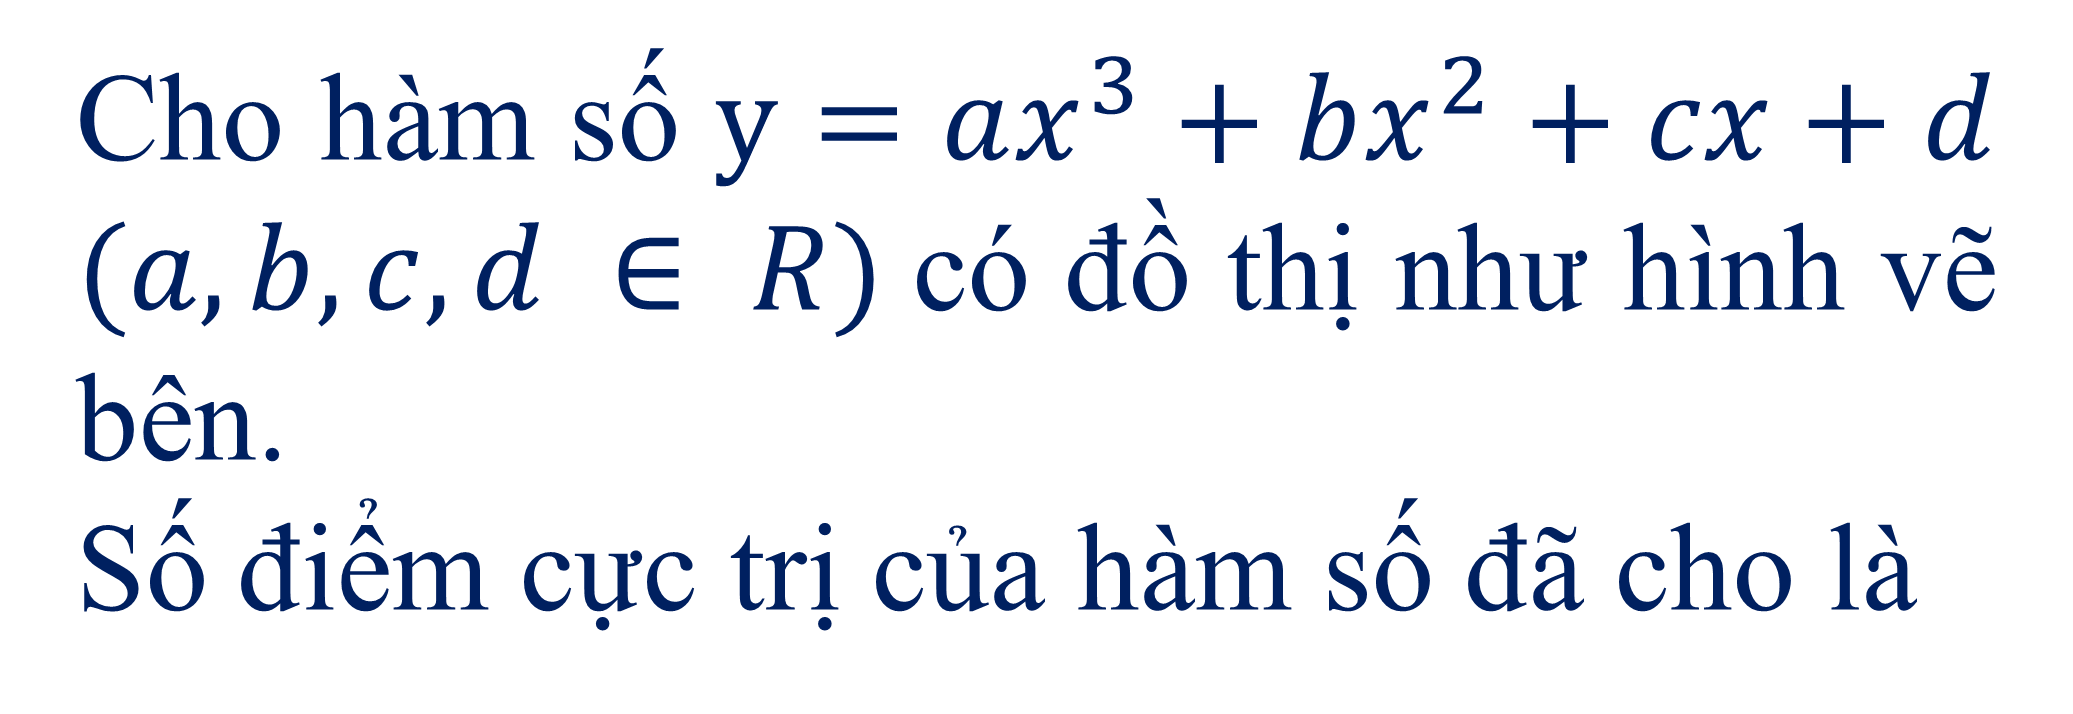 Cho hàm số y = ax³ + bx² + cx + d
(a, b, c, d ∈ R) có đồ thị như hình vẽ
bên.
Số điểm cực trị của hàm số đã cho là